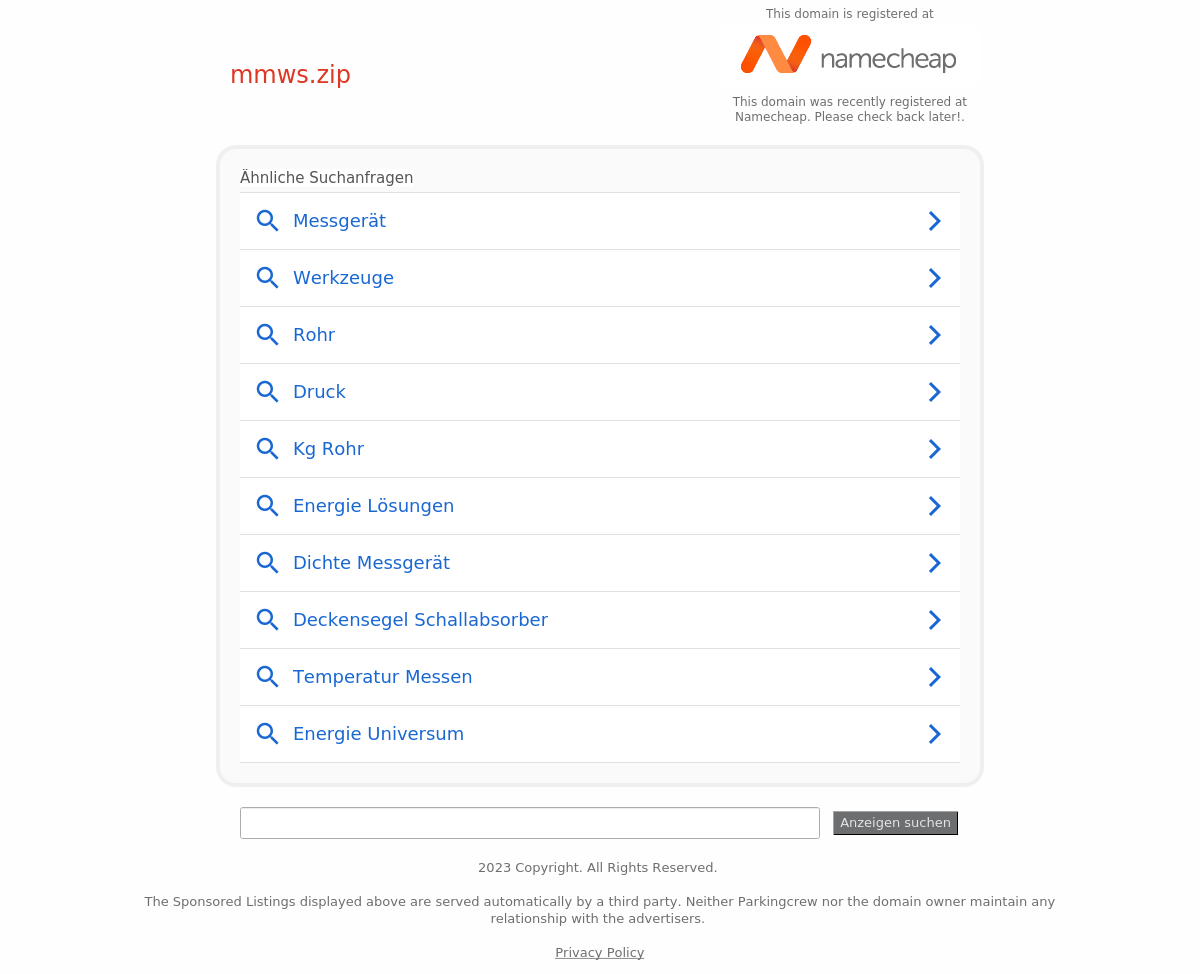 This domain is registered at
namecheap
mmws.zip
This domain was recently registered at
Namecheap. Please check back later!.
Ähnliche Suchanfragen
Messgerät
Werkzeuge
Rohr
Druck
Kg Rohr
Energie Lösungen
Dichte Messgerät
Deckensegel Schallabsorber
Temperatur Messen
Energie Universum
Anzeigen suchen
2023 Copyright. All Rights Reserved.
The Sponsored Listings displayed above are served automatically by a third party. Neither Parkingcrew nor the domain owner maintain any
relationship with the advertisers.
Privacy Policy